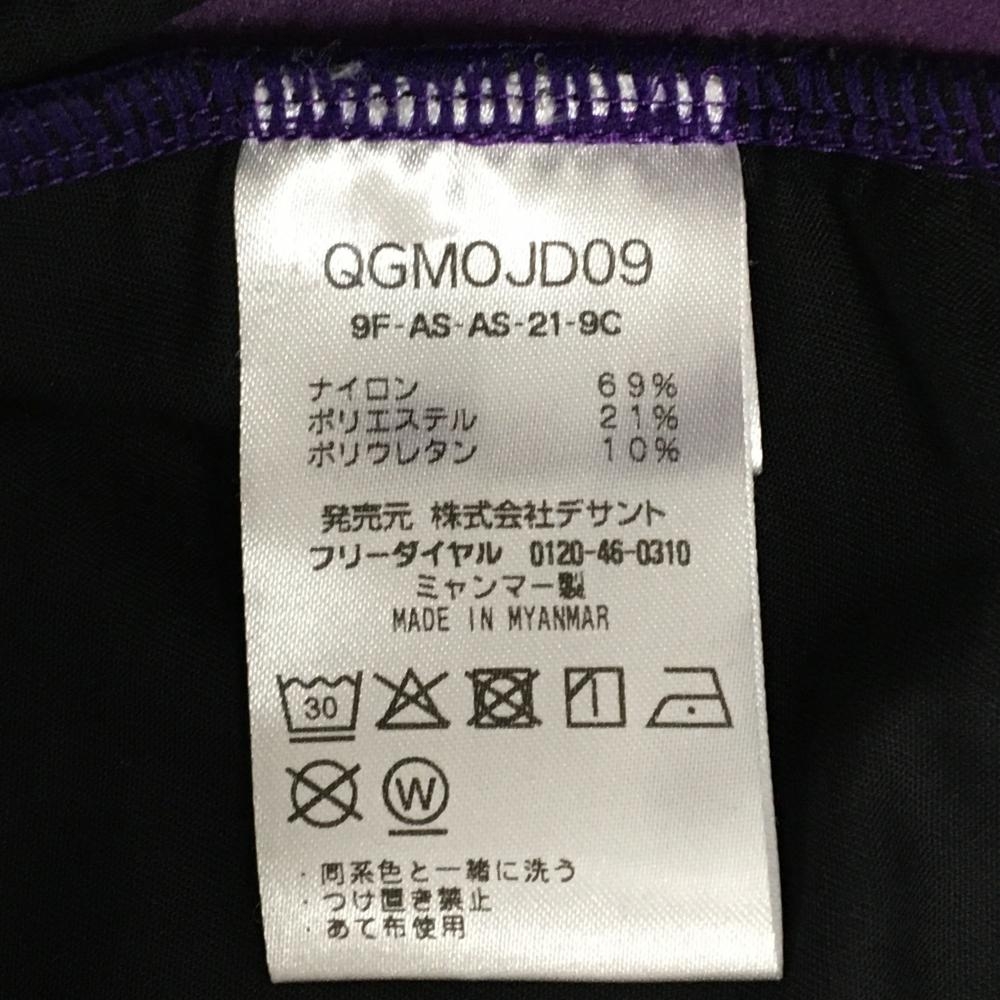 QGMOJD09
9F-AS-AS-21-9C
ナイロン 69%
ポリエステル 21%
ポリウレタン 10%
発売元 株式会社デサント
フリーダイヤル 0120-46-0310
ミャンマー製
MADE IN MYANMAR
30
W
・同系色と一緒に洗う
・つけ置き禁止
・あて布使用